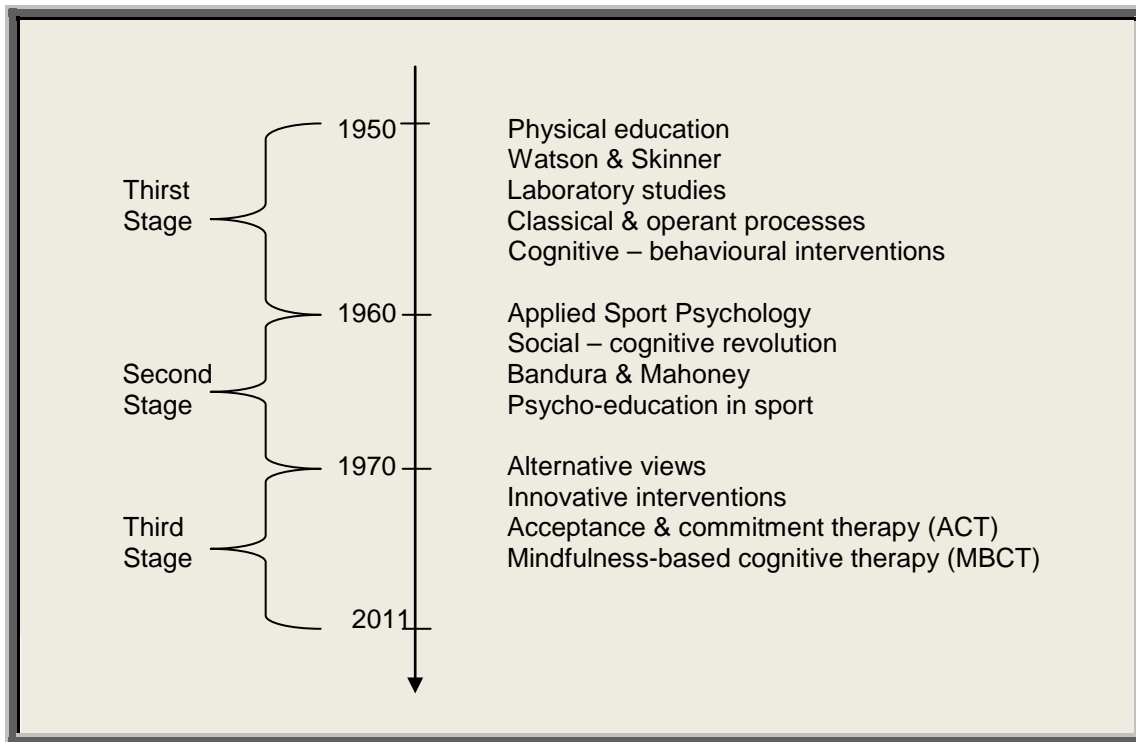 1950
Physical education
Watson & Skinner
Thirst
Stage
Laboratory studies
Classical & operant processes
Cognitive – behavioural interventions
1960
Applied Sport Psychology
Social – cognitive revolution
Second
Stage
Bandura & Mahoney
Psycho-education in sport
1970
Alternative views
Innovative interventions
Third
Stage
Acceptance & commitment therapy (ACT)
Mindfulness-based cognitive therapy (MBCT)
2011